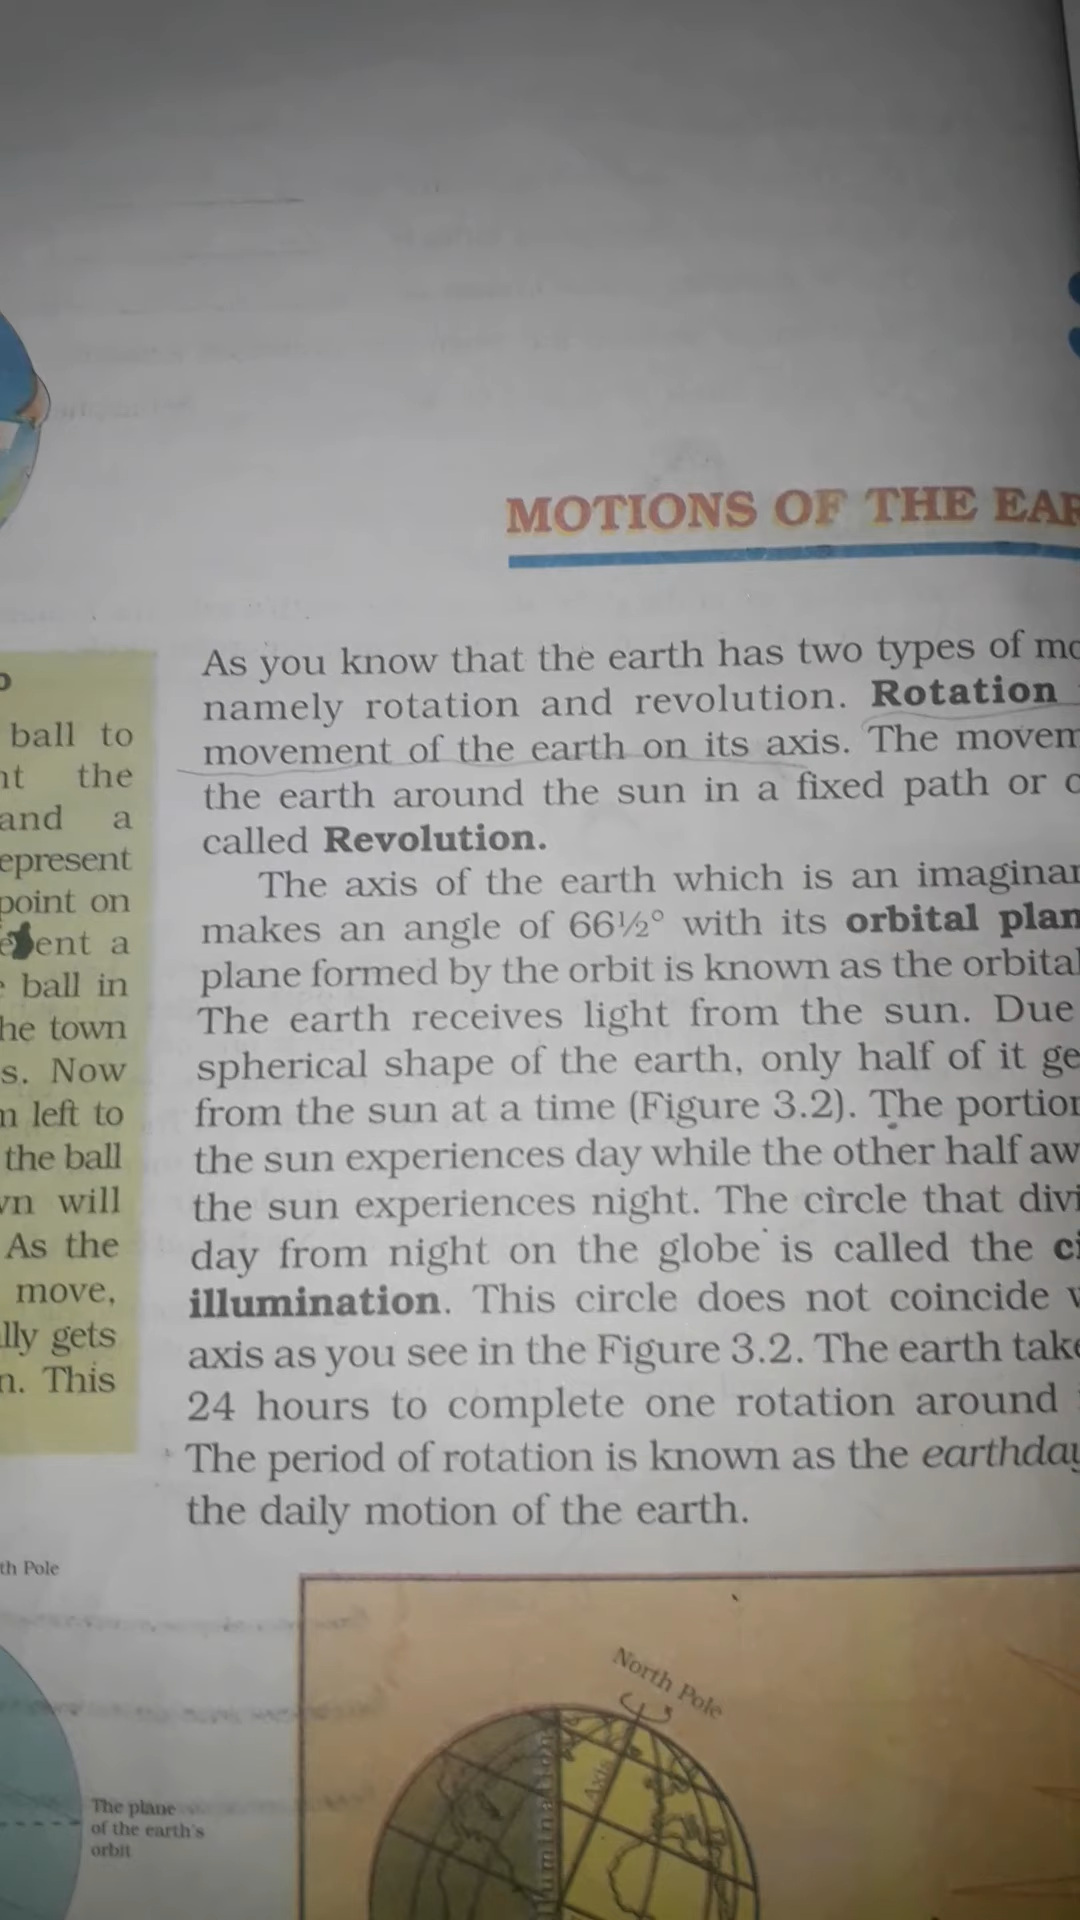 MOTIONS OF THE EAR
As you know that the earth has two types of mo
namely rotation and revolution. Rotation
movement of the earth on its axis. The movem
the earth around the sun in a fixed path or o
called Revolution.
The axis of the earth which is an imaginar
makes an angle of 66½° with its orbital plan
plane formed by the orbit is known as the orbital
The earth receives light from the sun. Due
spherical shape of the earth, only half of it ge
from the sun at a time (Figure 3.2). The portion
the sun experiences day while the other half aw
the sun experiences night. The circle that divi
day from night on the globe is called the ci
illumination. This circle does not coincide w
axis as you see in the Figure 3.2. The earth take
24 hours to complete one rotation around
The period of rotation is known as the earthday
the daily motion of the earth.
o
ball to
nt the
and a
epresent
point on
ent a
e ball in
he town
s. Now
n left to
the ball
wn will
As the
move,
lly gets
n. This
th Pole
The plane
of the earth's
orbit
North Pole
Axis
lumination